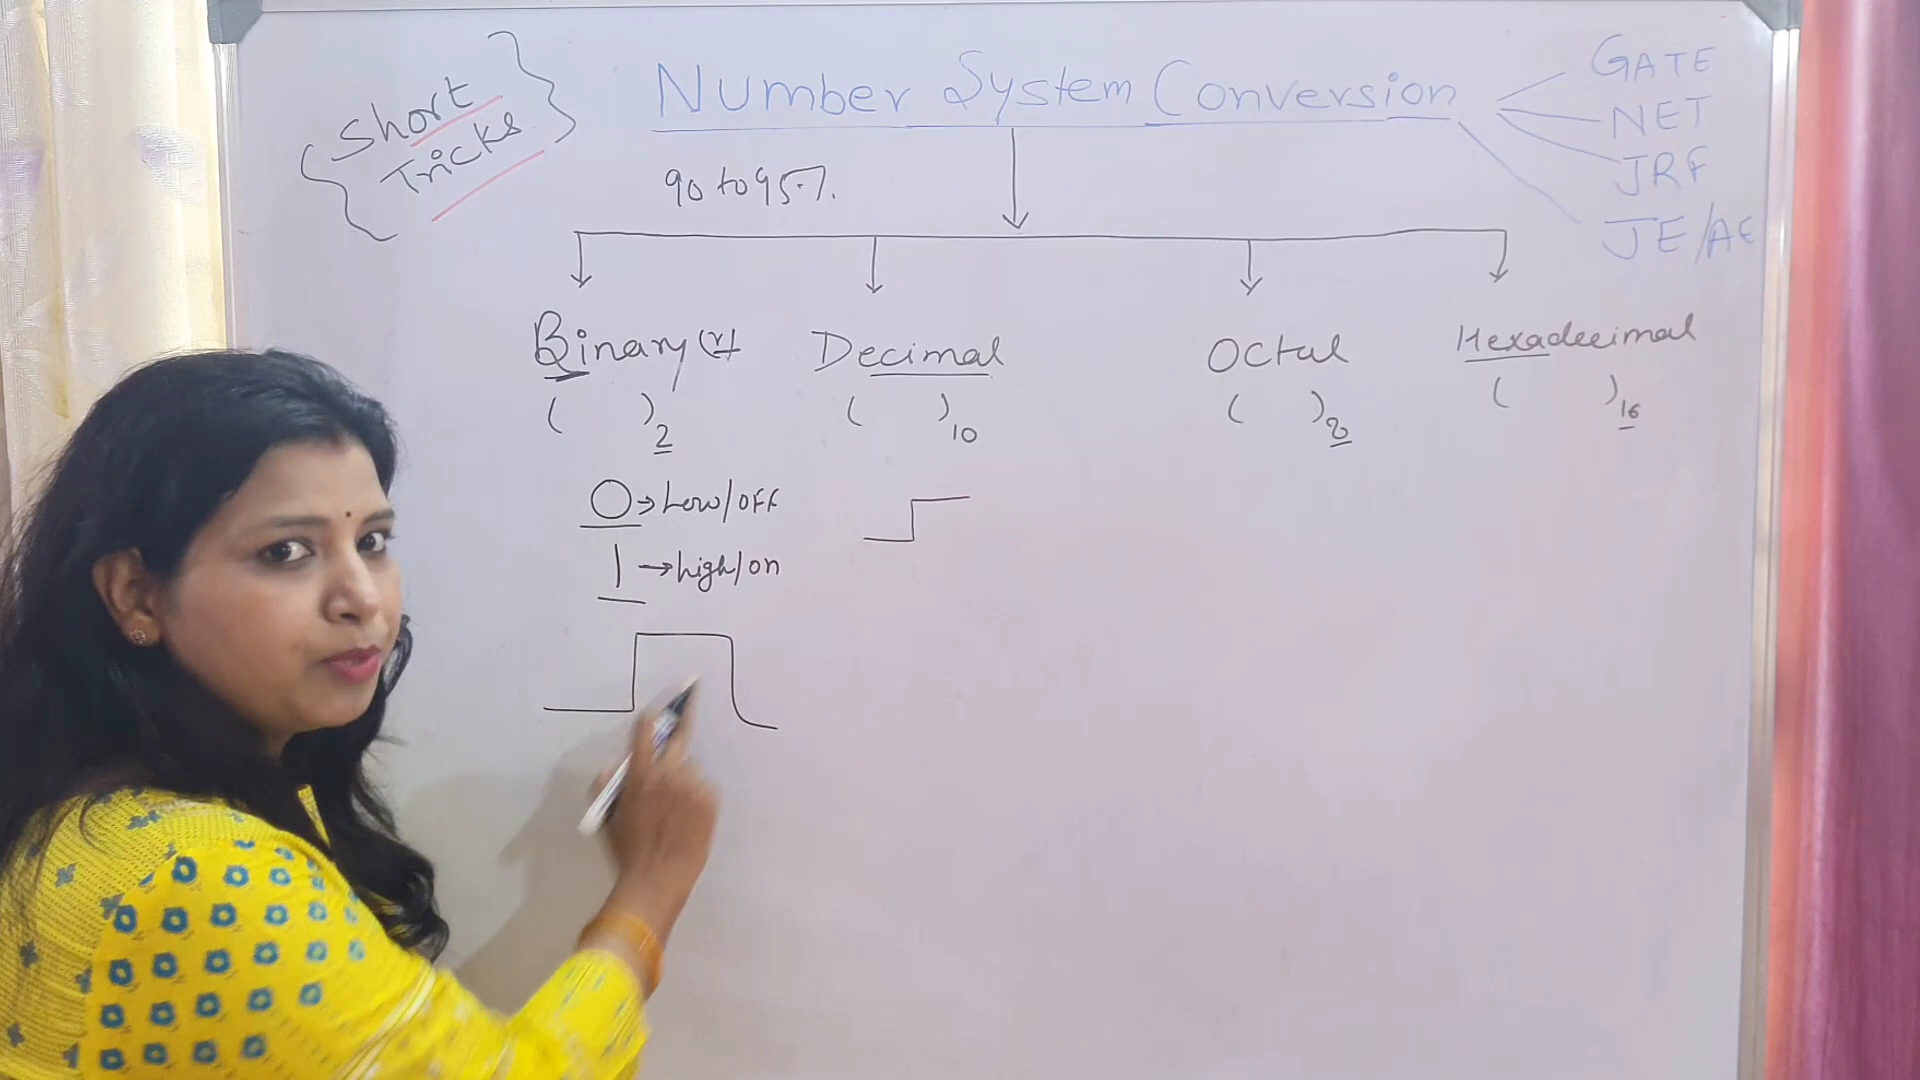 Short
Tricks
Number System Conversion
GATE
NET
JRF
JE/AE
90 to 95%.
Binary (r)
Decimal
Octal
Hexadecimal
( )2
( )10
( )8
( )16
0 → Low/OFF
1 → high/on